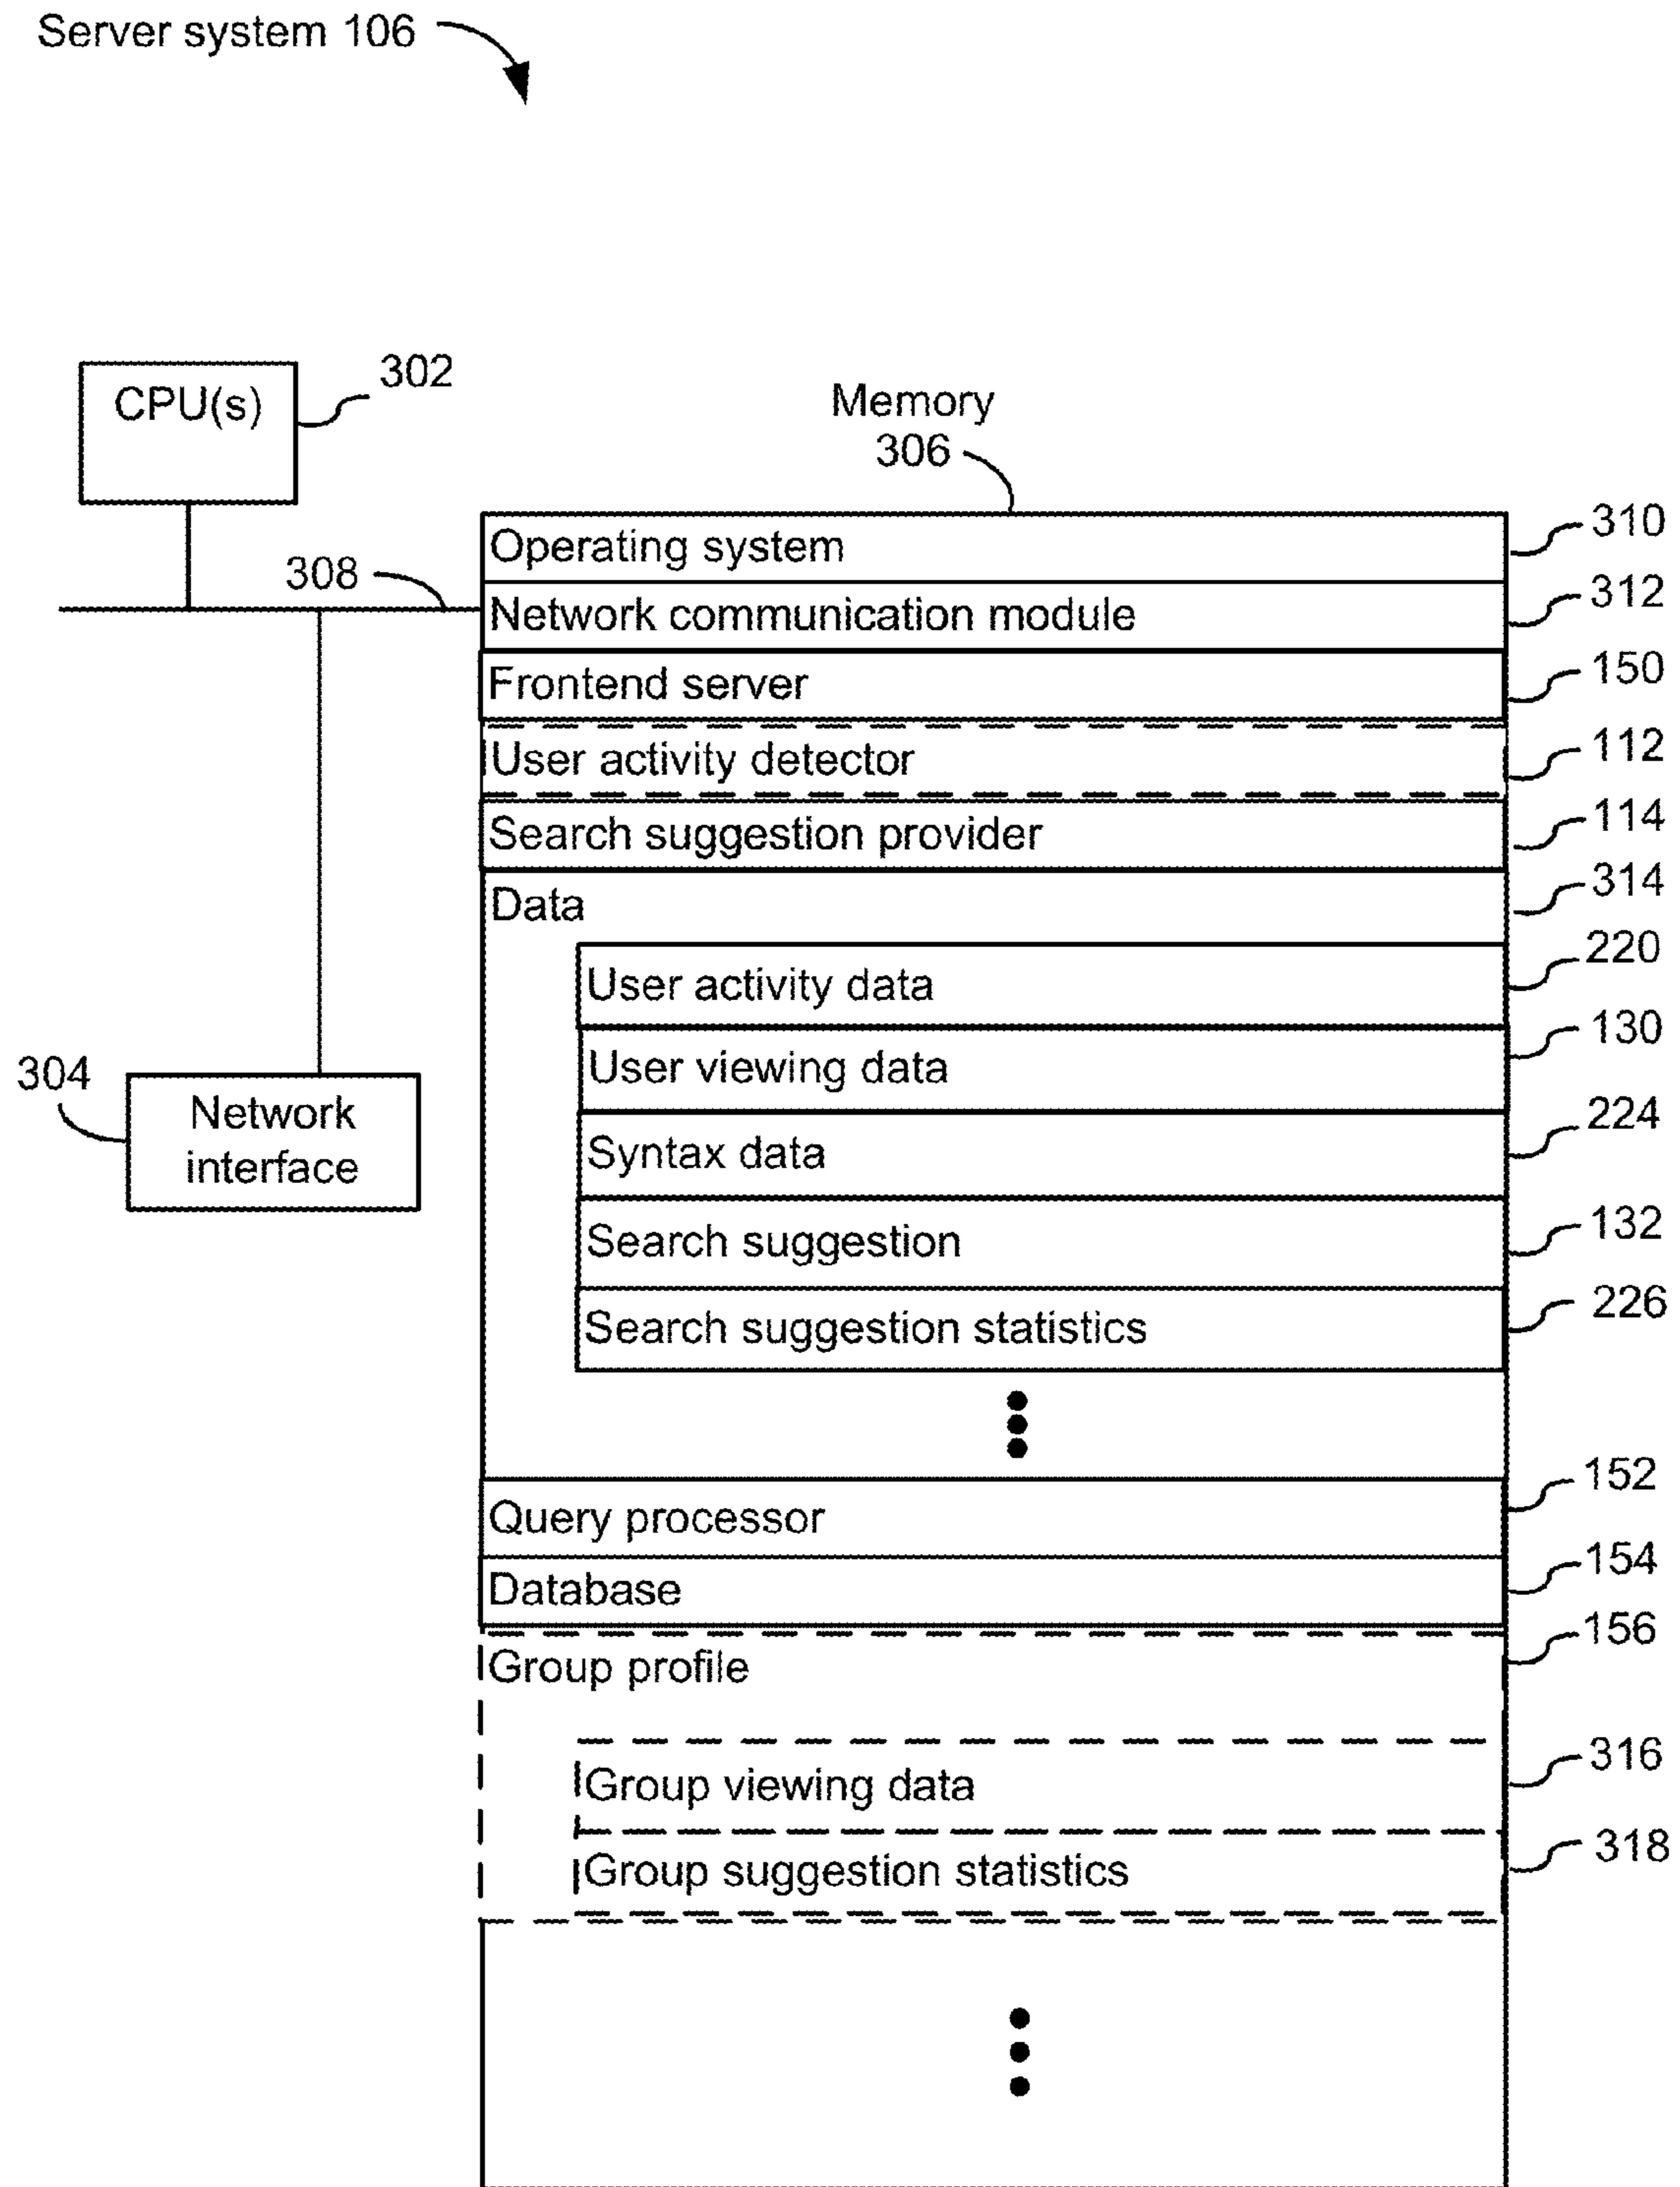 Server system 106
CPU(s)
302
Memory
306
308
Operating system
310
Network communication module
312
Frontend server
150
User activity detector
112
Search suggestion provider
114
Data
314
User activity data
220
User viewing data
130
Syntax data
224
Search suggestion
132
Search suggestion statistics
226
304
Network
interface
Query processor
152
Database
154
Group profile
156
Group viewing data
316
Group suggestion statistics
318